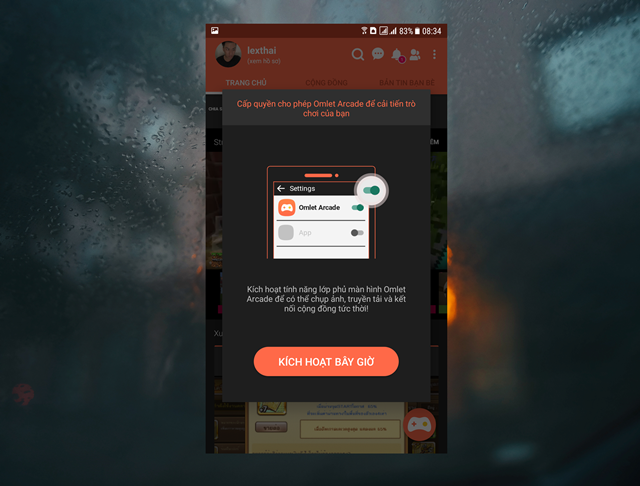 83% 08:34
lexthai
(xem hồ sơ)
TRANG CHỦ CỘNG ĐỒNG BẢN TIN BẠN BÈ
Cấp quyền cho phép Omlet Arcade để cải tiến trò
chơi của bạn
Settings
Omlet Arcade
App
Kích hoạt tính năng lớp phủ màn hình Omlet
Arcade để có thể chụp ảnh, truyền tải và kết
nối cộng đồng tức thời!
KÍCH HOẠT BÂY GIỜ